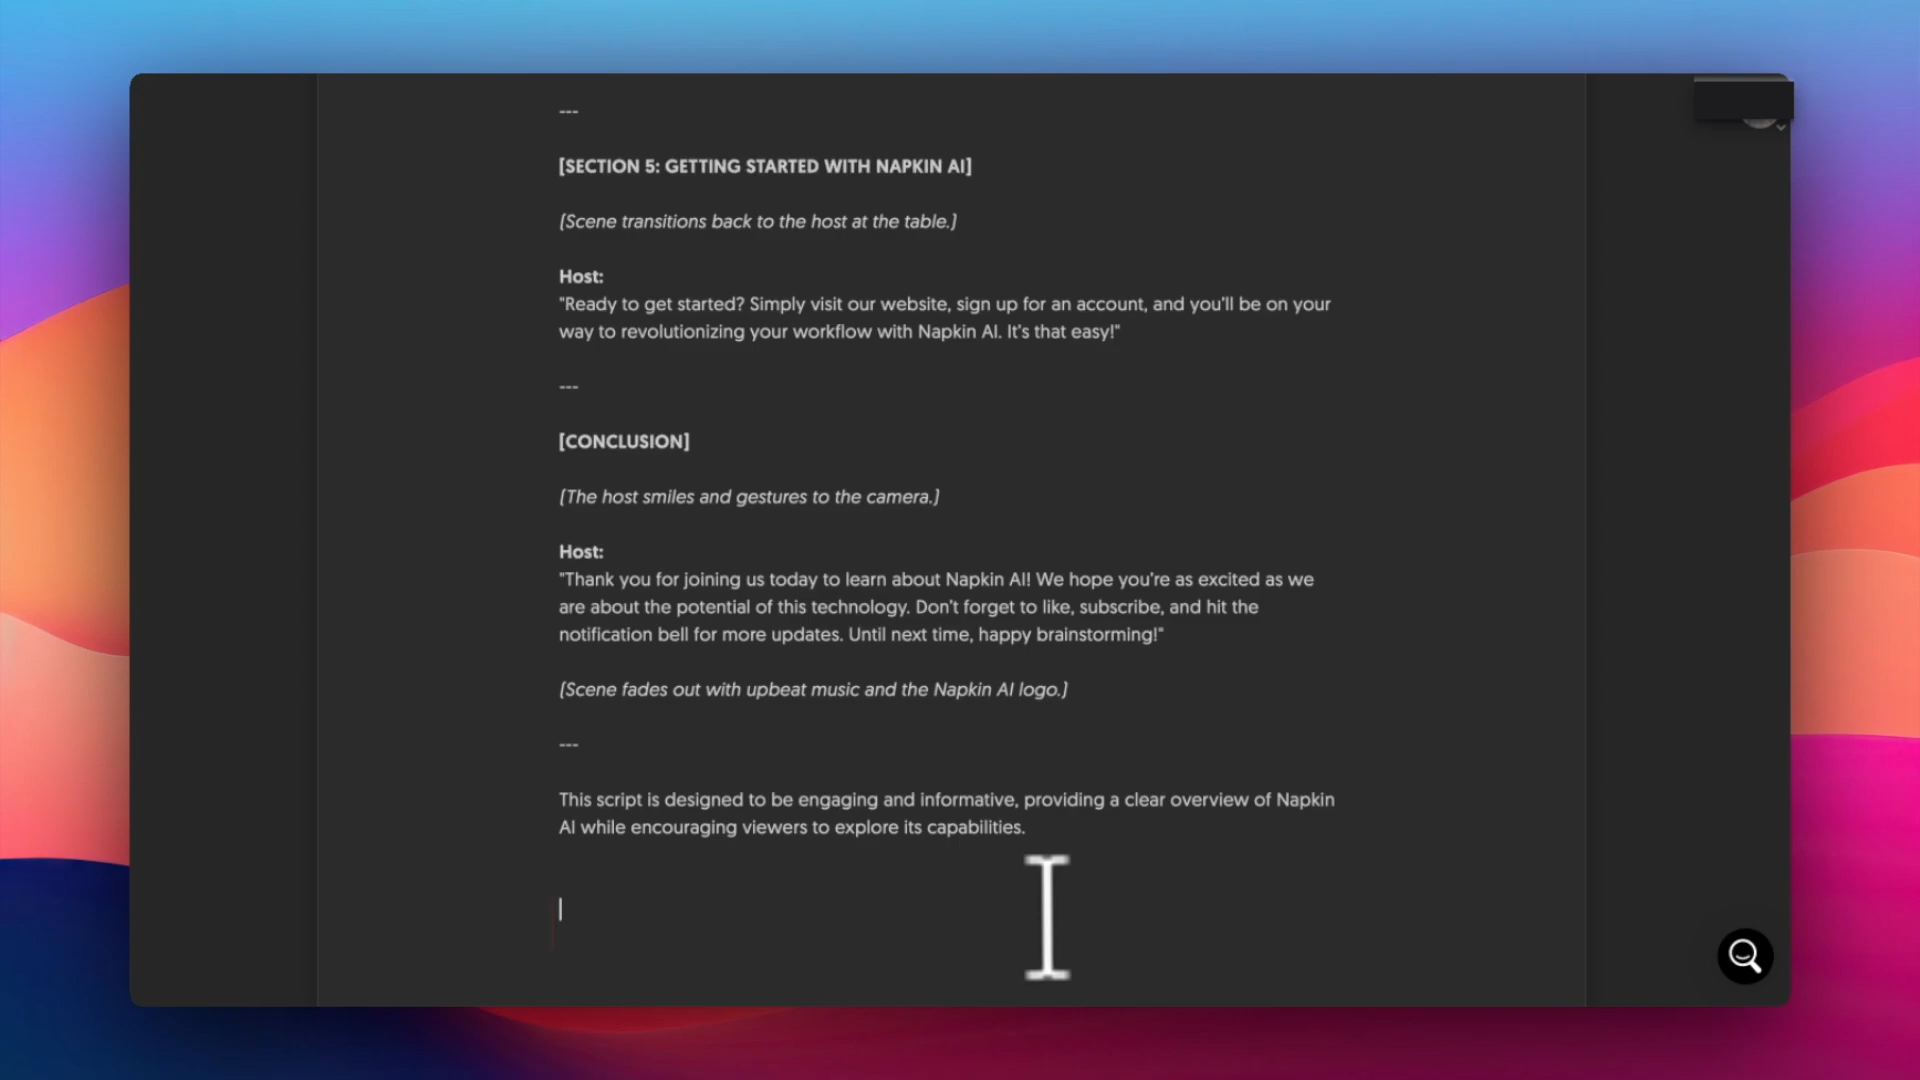 ---
[SECTION 5: GETTING STARTED WITH NAPKIN AI]
(Scene transitions back to the host at the table.)
Host:
"Ready to get started? Simply visit our website, sign up for an account, and you'll be on your
way to revolutionizing your workflow with Napkin AI. It's that easy!"
---
[CONCLUSION]
(The host smiles and gestures to the camera.)
Host:
"Thank you for joining us today to learn about Napkin AI! We hope you're as excited as we
are about the potential of this technology. Don't forget to like, subscribe, and hit the
notification bell for more updates. Until next time, happy brainstorming!"
(Scene fades out with upbeat music and the Napkin AI logo.)
---
This script is designed to be engaging and informative, providing a clear overview of Napkin
AI while encouraging viewers to explore its capabilities.